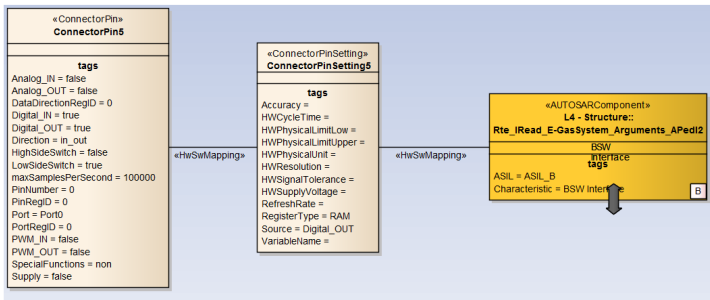 «ConnectorPin»
ConnectorPin5
tags
Analog_IN = false
Analog_OUT = false
DataDirectionRegID = 0
Digital_IN = true
Digital_OUT = true
Direction = in_out
HighSideSwitch = false
LowSideSwitch = true
maxSamplesPerSecond = 100000
PinNumber = 0
PinRegID = 0
Port = Port0
PortRegID = 0
PWM_IN = false
PWM_OUT = false
SpecialFunctions = non
Supply = false
«HwSwMapping»
«ConnectorPinSetting»
ConnectorPinSetting5
tags
Accuracy =
HWCycleTime =
HWPhysicalLimitLow =
HWPhysicalLimitUpper =
HWPhysicalUnit =
HWResolution =
HWSignalTolerance =
HWSupplyVoltage =
RefreshRate =
RegisterType = RAM
Source = Digital_OUT
VariableName =
«HwSwMapping»
«AUTOSARComponent»
L4 - Structure::
Rte_IRead_E-GasSystem_Arguments_APedl2
BSW
Interface
tags
ASIL = ASIL_B
Characteristic = BSW Interface
B